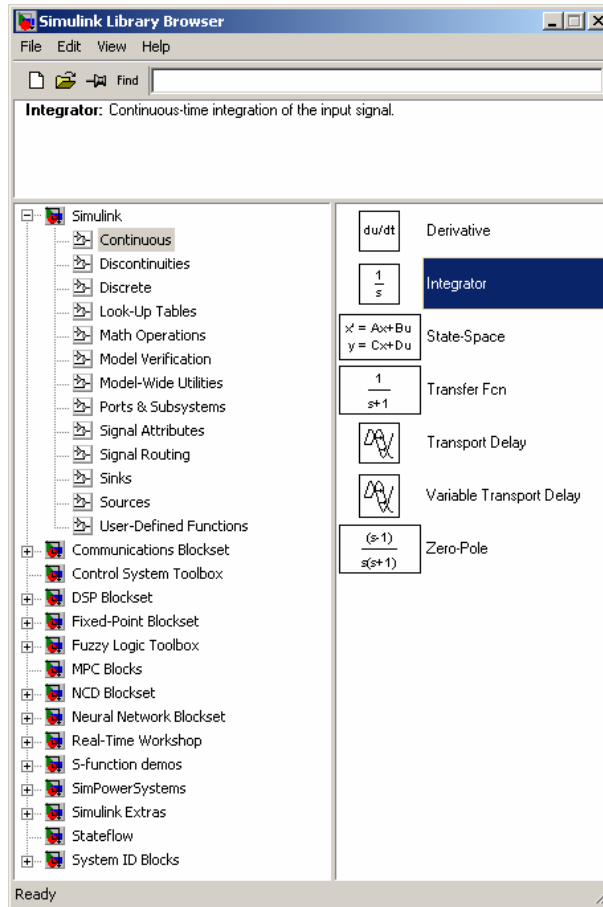 Simulink Library Browser
File Edit View Help
Find
Integrator: Continuous-time integration of the input signal.
Simulink
Continuous
Discontinuities
Discrete
Look-Up Tables
Math Operations
Model Verification
Model-Wide Utilities
Ports & Subsystems
Signal Attributes
Signal Routing
Sinks
Sources
User-Defined Functions
Communications Blockset
Control System Toolbox
DSP Blockset
Fixed-Point Blockset
Fuzzy Logic Toolbox
MPC Blocks
NCD Blockset
Neural Network Blockset
Real-Time Workshop
S-function demos
SimPowerSystems
Simulink Extras
Stateflow
System ID Blocks
du/dt Derivative
1
s
Integrator
x' = Ax+Bu
y = Cx+Du
State-Space
1
s+1
Transfer Fcn
Transport Delay
Variable Transport Delay
(s-1)
s(s+1)
Zero-Pole
Ready